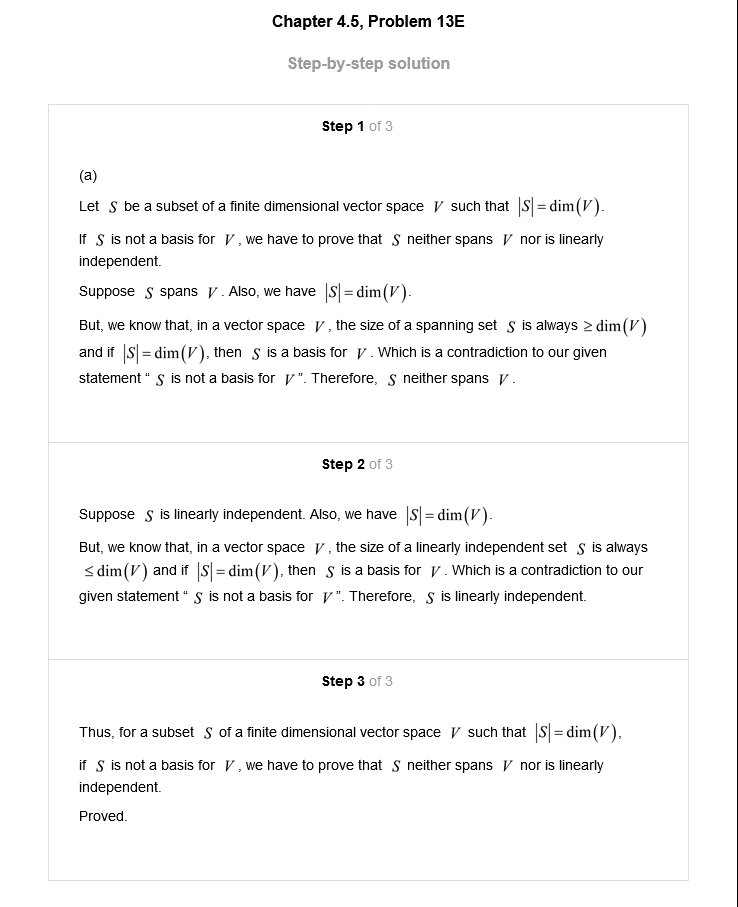 Chapter 4.5, Problem 13E
Step-by-step solution
Step 1 of 3
(a)
Let S be a subset of a finite dimensional vector space V such that |S| = dim(V).
If S is not a basis for V, we have to prove that S neither spans V nor is linearly
independent.
Suppose S spans V. Also, we have |S| = dim(V).
But, we know that, in a vector space V, the size of a spanning set S is always ≥ dim(V)
and if |S| = dim(V), then S is a basis for V. Which is a contradiction to our given
statement “ S is not a basis for V”. Therefore, S neither spans V.
Step 2 of 3
Suppose S is linearly independent. Also, we have |S| = dim(V).
But, we know that, in a vector space V, the size of a linearly independent set S is always
≤ dim(V) and if |S| = dim(V), then S is a basis for V. Which is a contradiction to our
given statement “ S is not a basis for V”. Therefore, S is linearly independent.
Step 3 of 3
Thus, for a subset S of a finite dimensional vector space V such that |S| = dim(V),
if S is not a basis for V, we have to prove that S neither spans V nor is linearly
independent.
Proved.